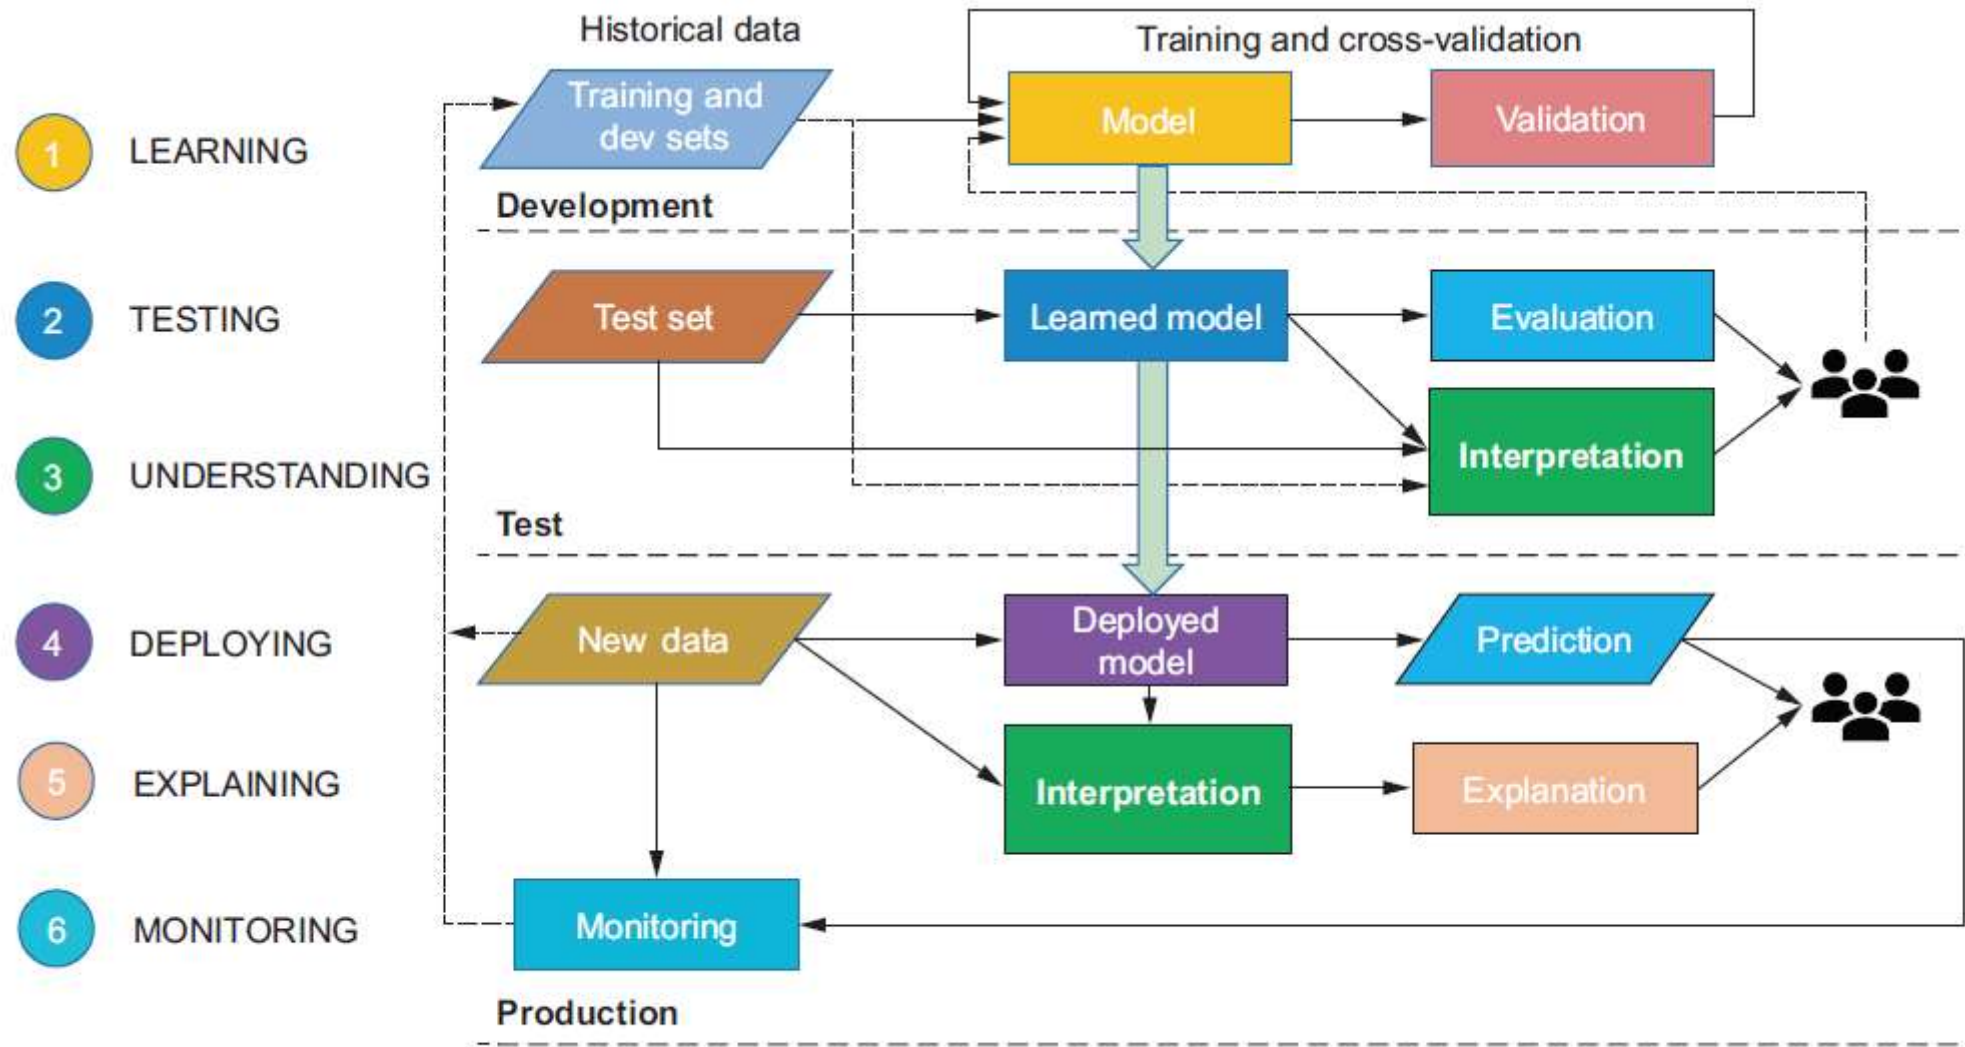 Historical data
Training and cross-validation
Training and
dev sets
Model
Validation
1 LEARNING
Development
2 TESTING
Test set
Learned model
Evaluation
3 UNDERSTANDING
Interpretation
Test
4 DEPLOYING
New data
Deployed
model
Prediction
5 EXPLAINING
Interpretation
Explanation
6 MONITORING
Monitoring
Production